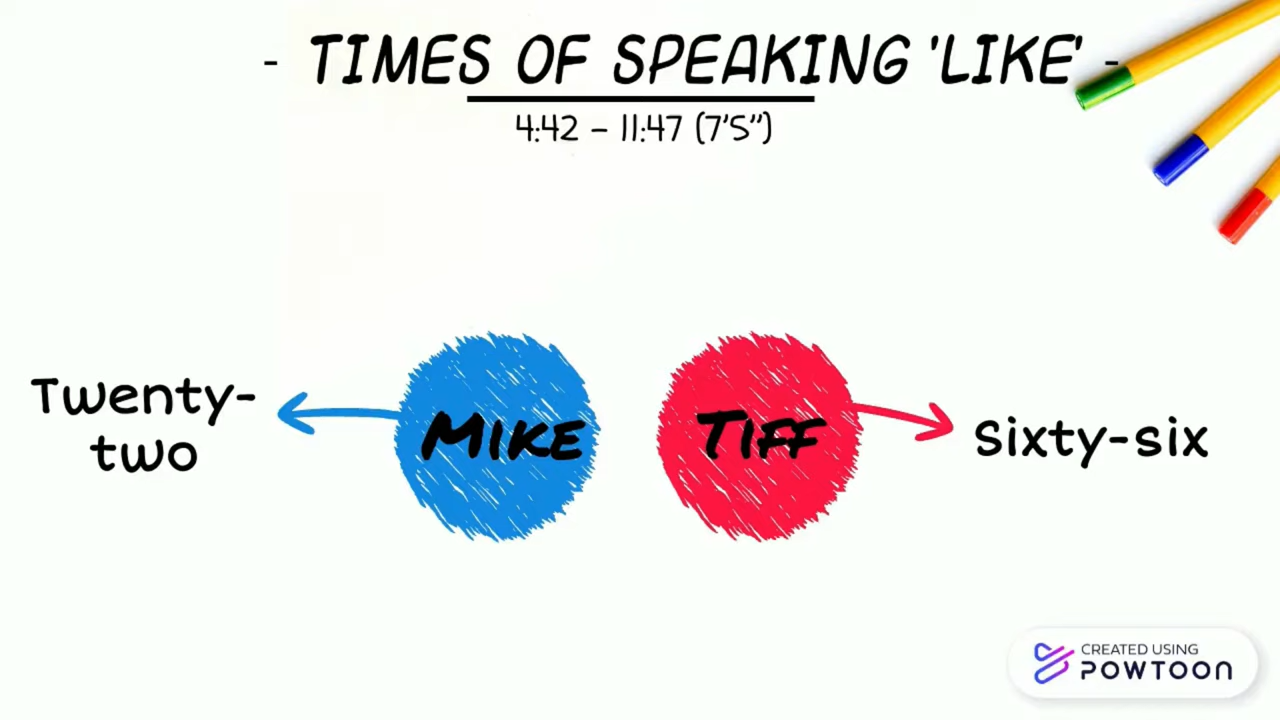 - TIMES OF SPEAKING 'LIKE' -
4:42 – 11:47 (7'5")
Twenty-
two
MIKE
TIFF
Sixty-six
CREATED USING
POWTOON